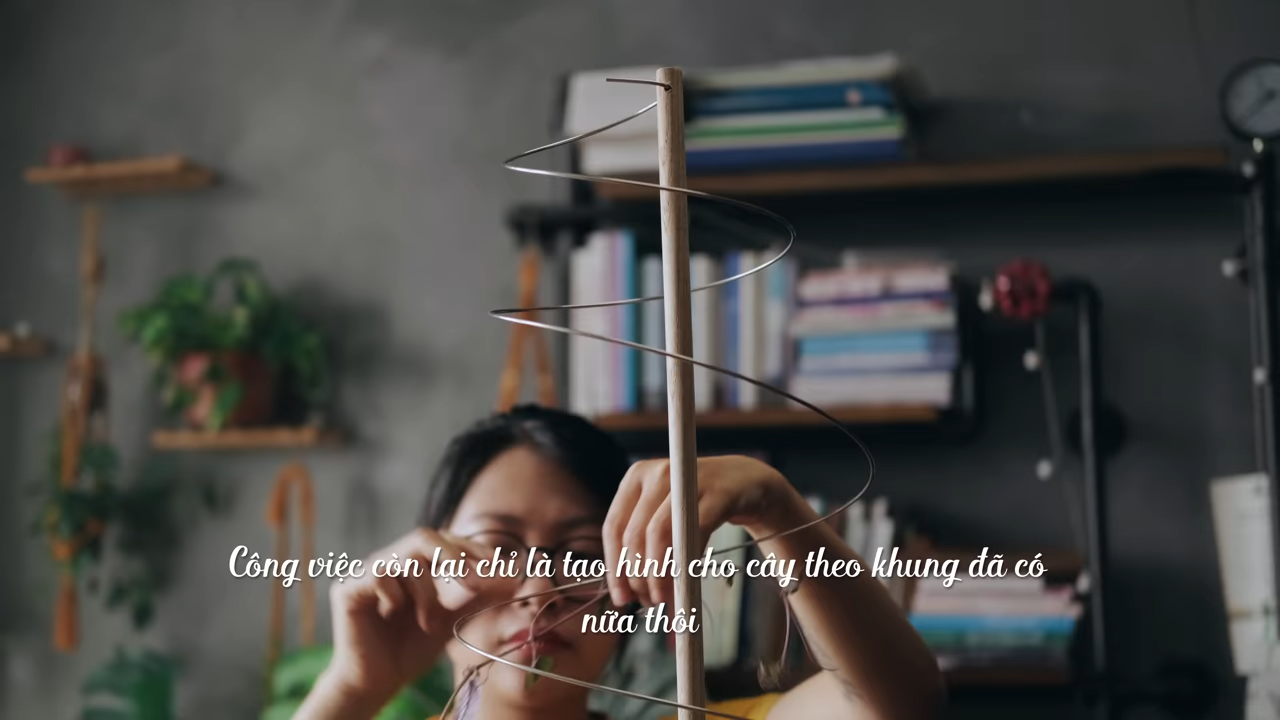 Công việc còn lại chỉ là tạo hình cho cây theo khung đã có
nữa thôi